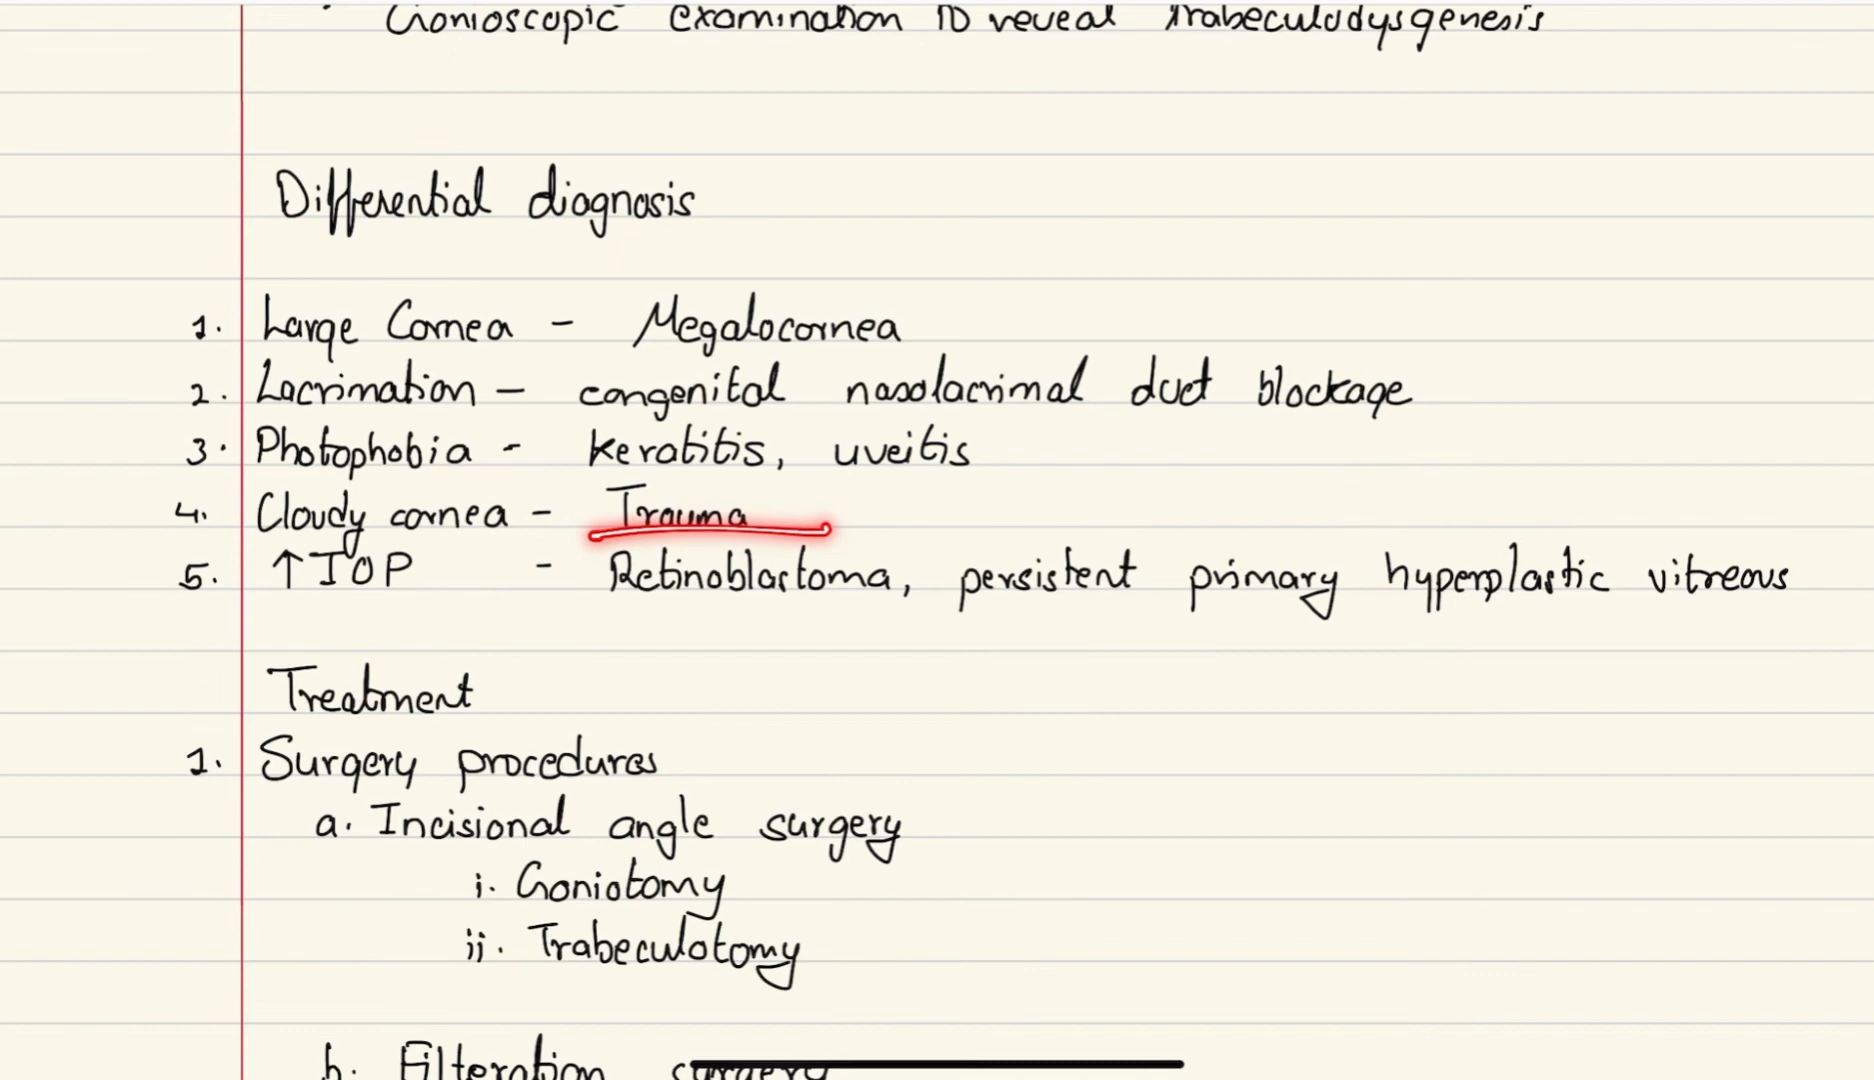 Gonioscopic examination to reveal trabeculodysgenesis
Differential diagnosis
1. Large Cornea - Megalocornea
2. Lacrimation - congenital nasolacrimal duct blockage
3. Photophobia - keratitis, uveitis
4. Cloudy cornea - Trauma
5. ↑IOP - Retinoblastoma, persistent primary hyperplastic vitreous
Treatment
1. Surgery procedures
a. Incisional angle surgery
i. Goniotomy
ii. Trabeculotomy
b. Filteration surgery